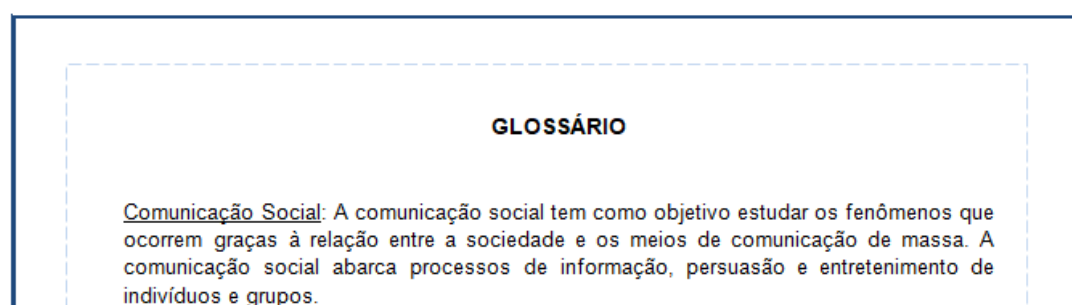 GLOSSÁRIO
Comunicação Social: A comunicação social tem como objetivo estudar os fenômenos que
ocorrem graças à relação entre a sociedade e os meios de comunicação de massa. A
comunicação social abarca processos de informação, persuasão e entretenimento de
indivíduos e grupos.